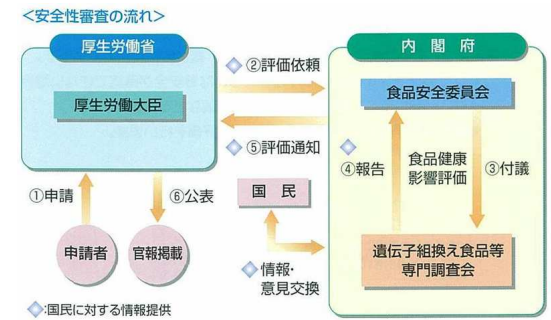 ＜安全性審査の流れ＞
厚生労働省
内閣府
②評価依頼
厚生労働大臣
食品安全委員会
⑤評価通知
④報告
食品健康
影響評価
③付議
①申請
⑥公表
国民
申請者
官報掲載
遺伝子組換え食品等
専門調査会
情報・
意見交換
:国民に対する情報提供